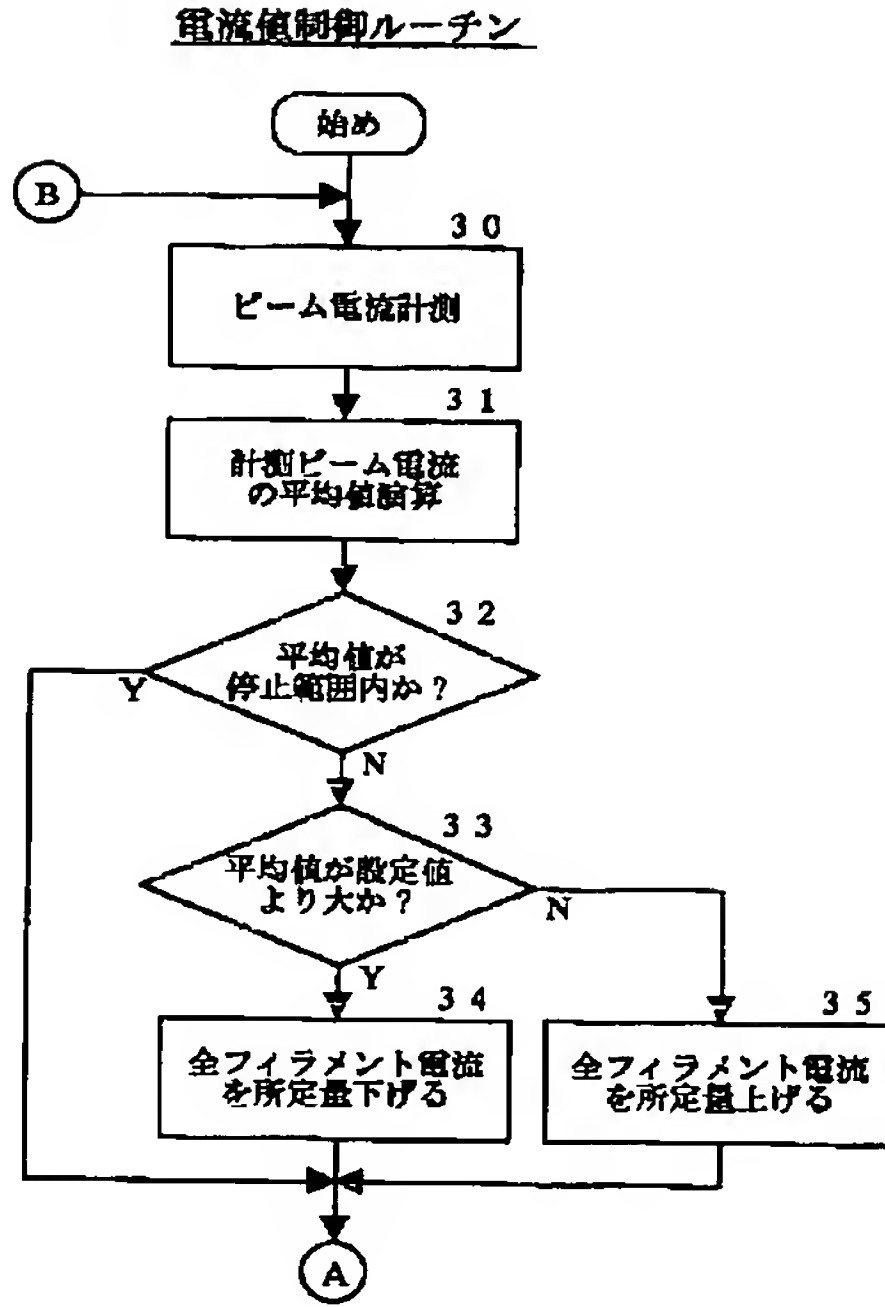 電流値制御ルーチン
始め
B
30
ビーム電流計測
31
計測ビーム電流
の平均値演算
32
平均値が
停止範囲内か?
Y
N
33
平均値が設定値
より大か?
N
Y
34
全フィラメント電流
を所定量下げる
35
全フィラメント電流
を所定量上げる
A